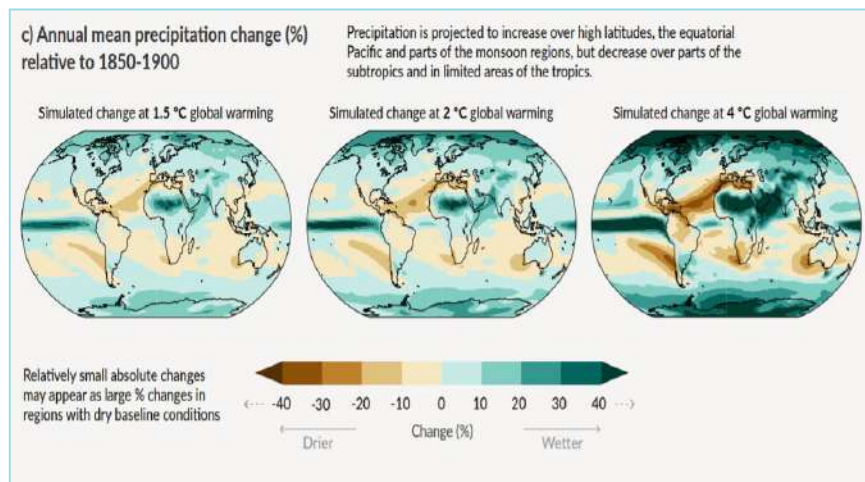 c) Annual mean precipitation change (%)
relative to 1850-1900
Precipitation is projected to increase over high latitudes, the equatorial
Pacific and parts of the monsoon regions, but decrease over parts of the
subtropics and in limited areas of the tropics.
Simulated change at 1.5 °C global warming
Simulated change at 2 °C global warming
Simulated change at 4 °C global warming
Relatively small absolute changes
may appear as large % changes in
regions with dry baseline conditions
-40 -30 -20 -10 0 10 20 30 40
Change (%)
Drier
Wetter